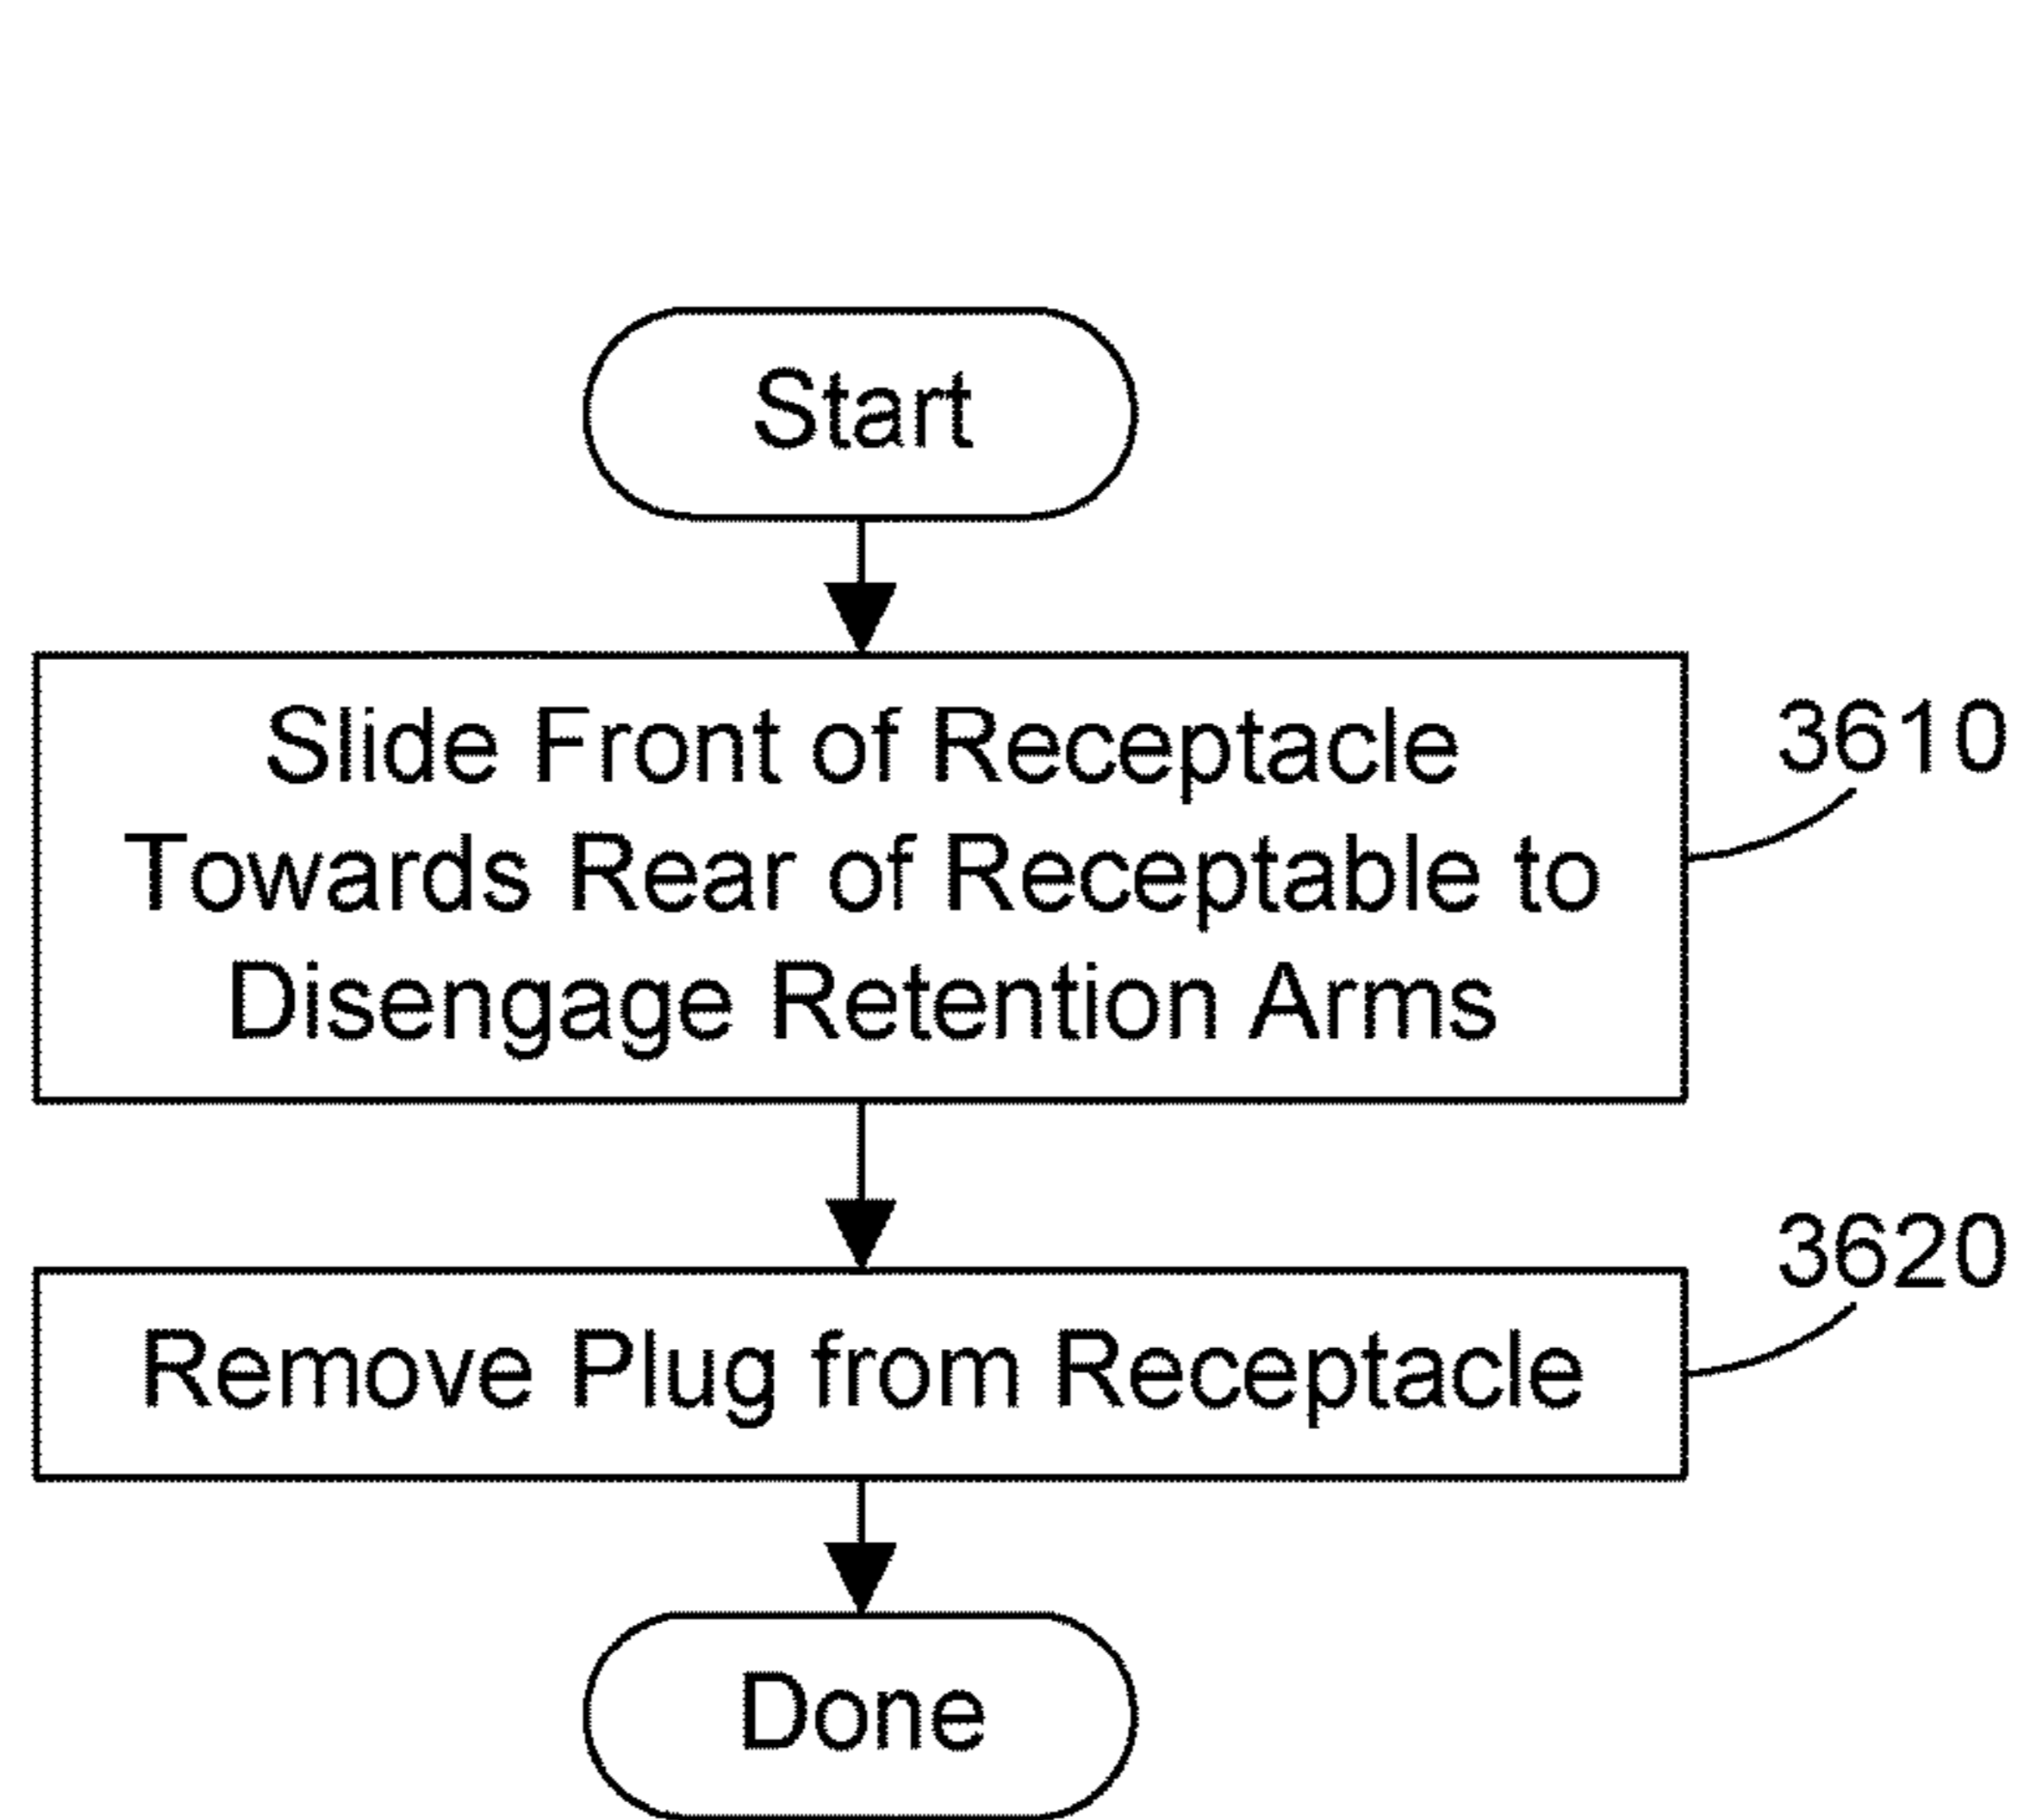 Start
Slide Front of Receptacle
Towards Rear of Receptable to
Disengage Retention Arms
3610
Remove Plug from Receptacle
3620
Done